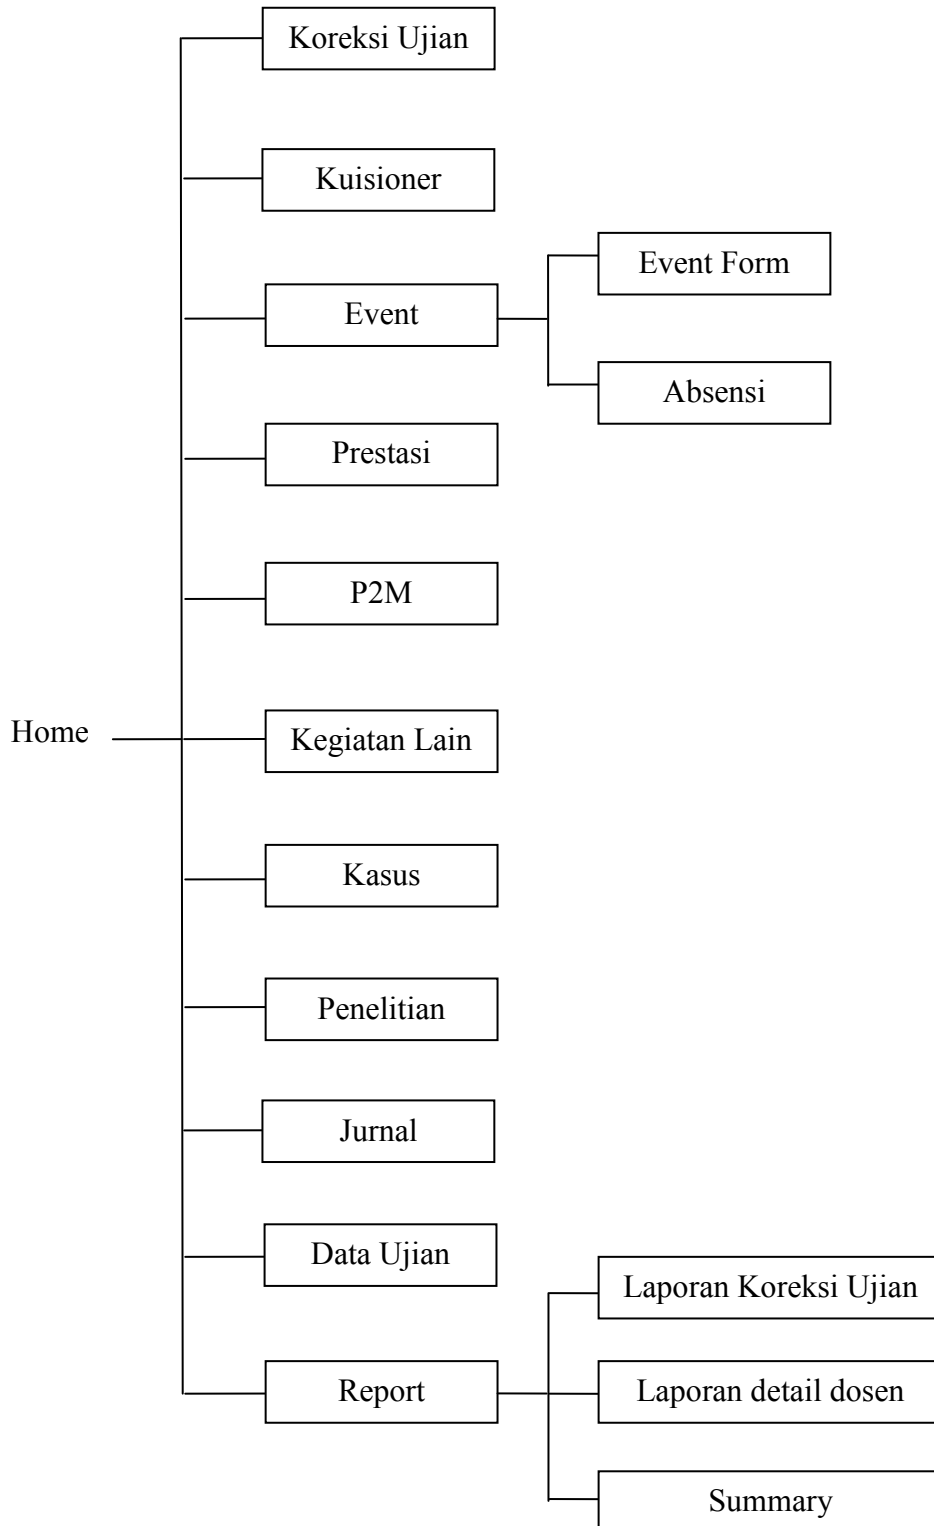 Koreksi Ujian
Kuisioner
Event Form
Event
Absensi
Prestasi
P2M
Home
Kegiatan Lain
Kasus
Penelitian
Jurnal
Data Ujian
Laporan Koreksi Ujian
Report
Laporan detail dosen
Summary